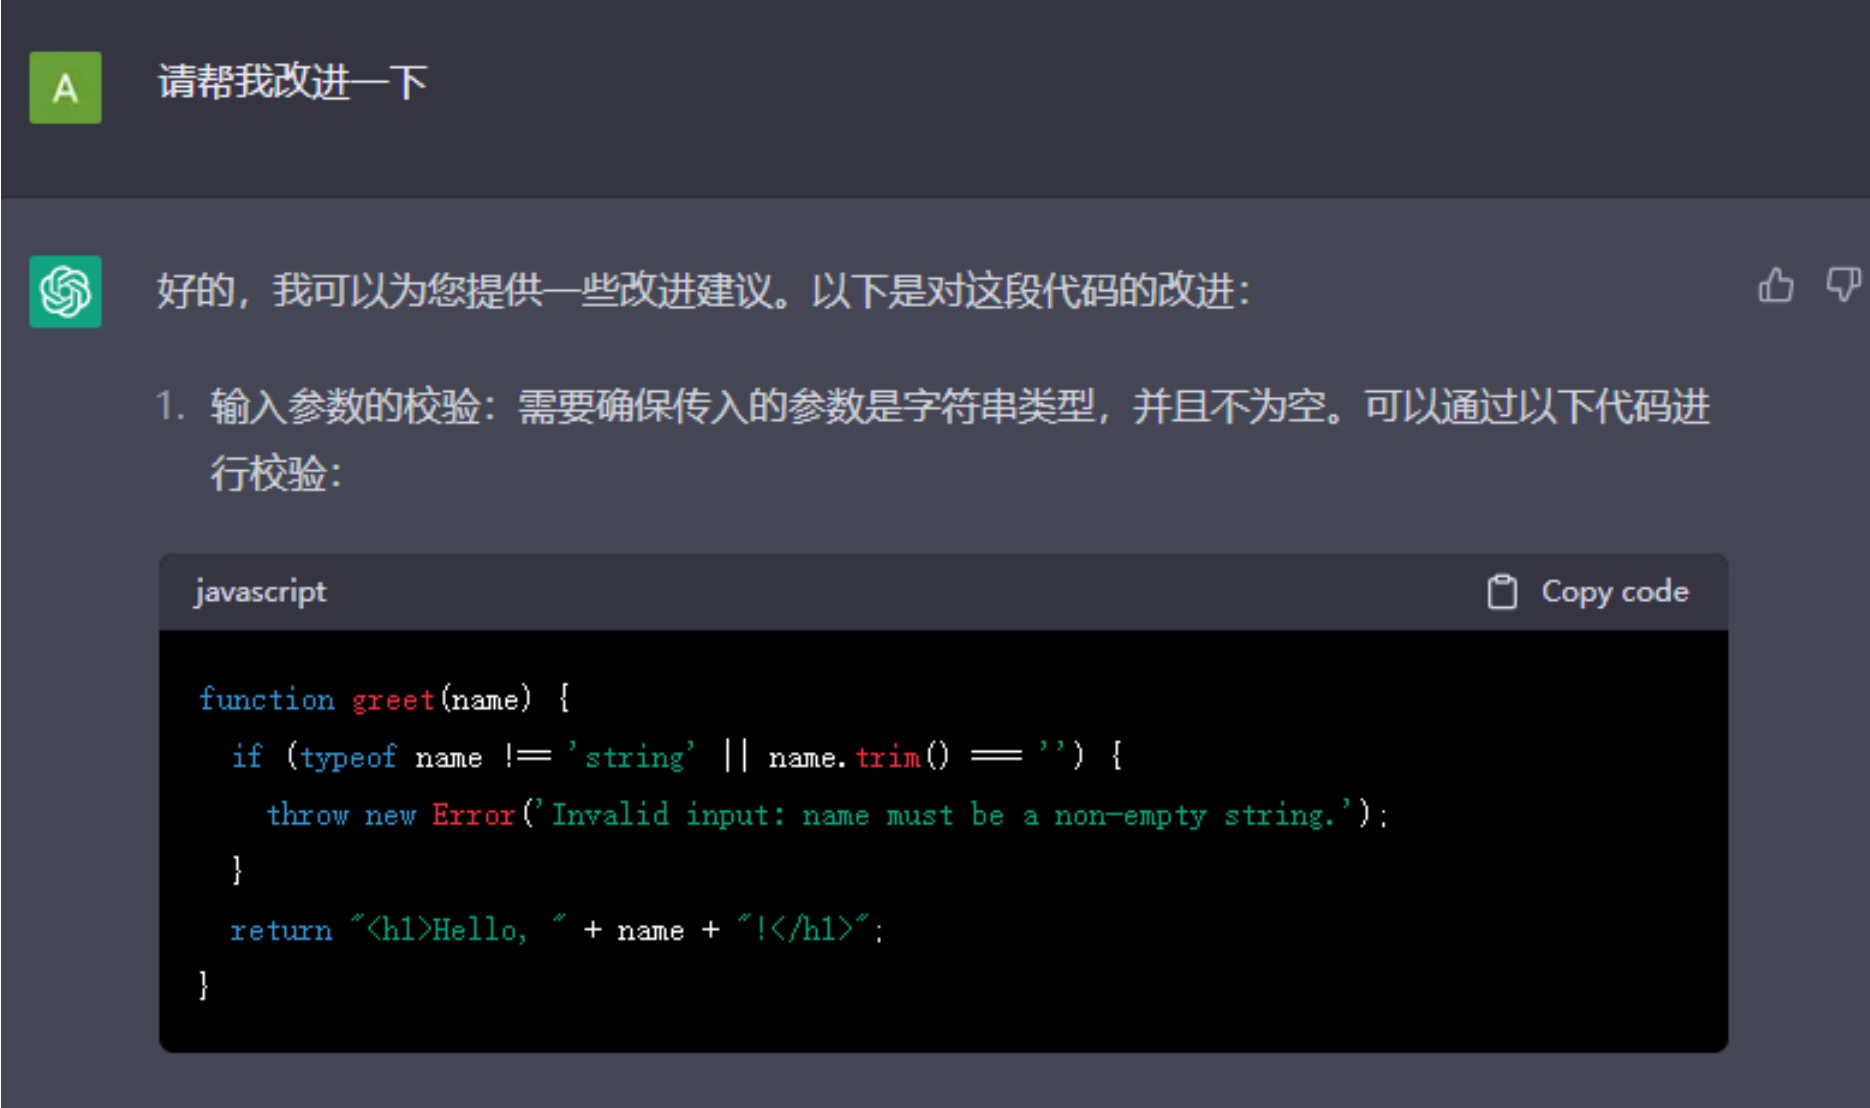 A
请帮我改进一下
好的，我可以为您提供一些改进建议。以下是对这段代码的改进：
1. 输入参数的校验：需要确保传入的参数是字符串类型，并且不为空。可以通过以下代码进
行校验：
javascript
Copy code
function greet(name) {
if (typeof name !== 'string' || name.trim() === '') {
throw new Error('Invalid input: name must be a non-empty string.');
}
return "<h1>Hello, " + name + "!</h1>";
}